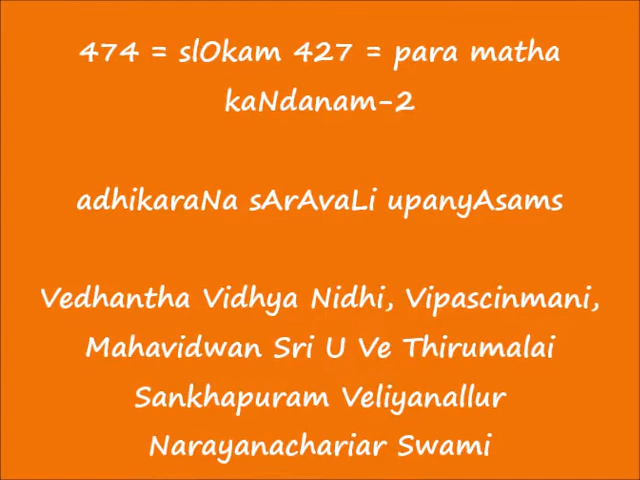 474 = slOkam 427 = para matha
kaNdanam-2
adhikaraNa sArAvaLi upanyAsams
Vedhantha Vidhya Nidhi, Vipascinmani,
Mahavidwan Sri U Ve Thirumalai
Sankhapuram Veliyanallur
Narayanachariar Swami